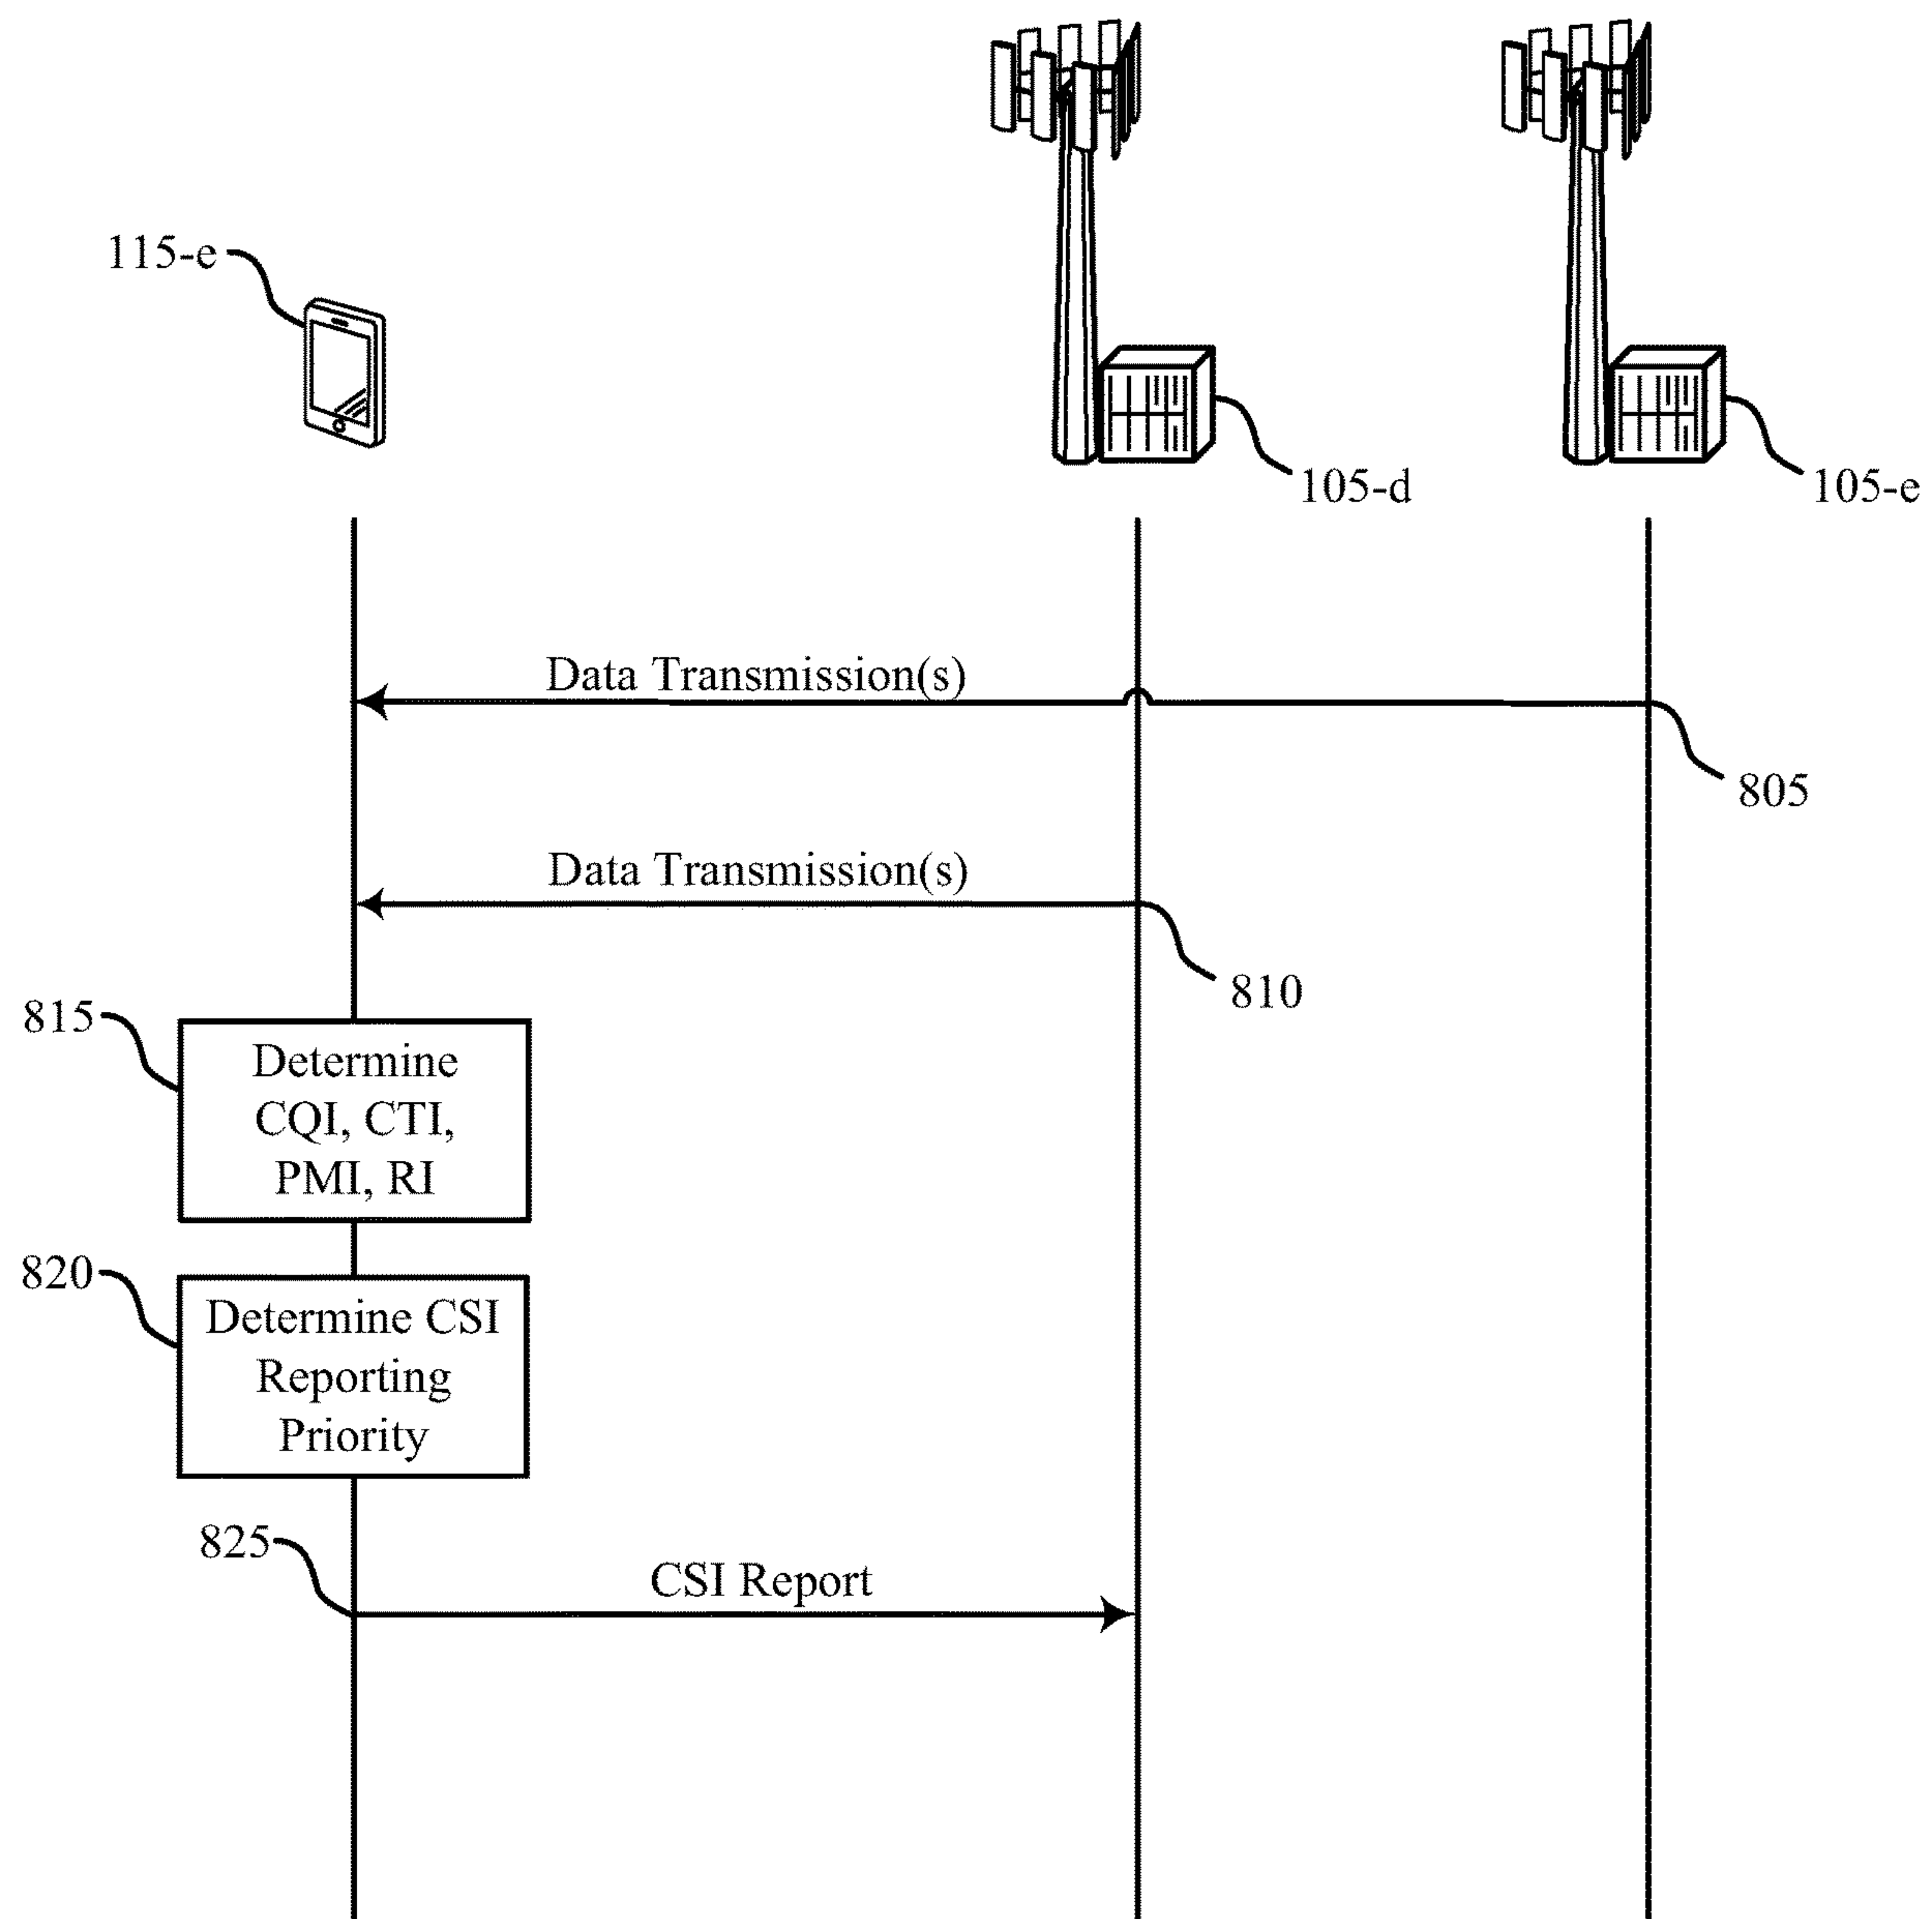 115-e
105-d
105-e
Data Transmission(s)
805
Data Transmission(s)
810
815
Determine
CQI, CTI,
PMI, RI
820
Determine CSI
Reporting
Priority
825
CSI Report